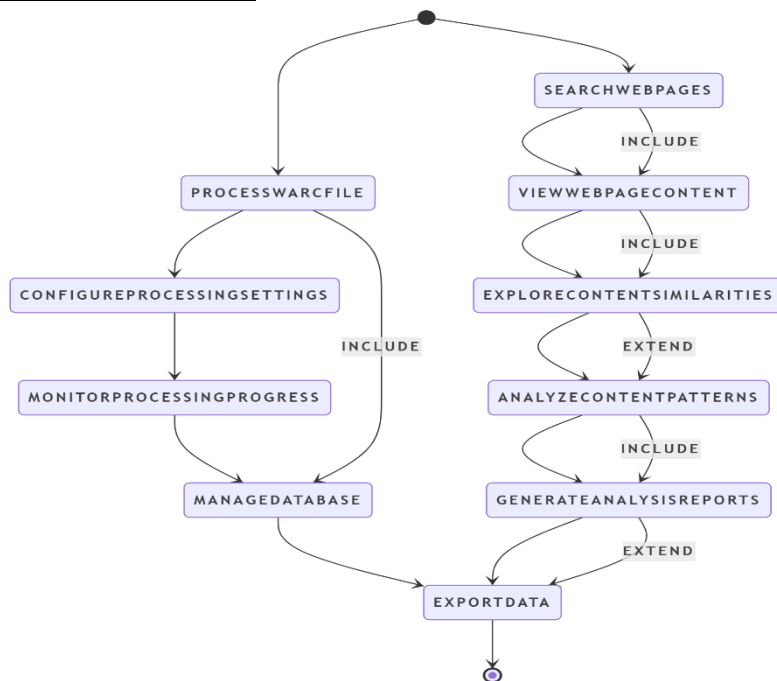 SEARCHWEBPAGES
INCLUDE
PROCESSWARCFILE
VIEWWEBPAGECONTENT
INCLUDE
CONFIGUREPROCESSINGSETTINGS
EXPLORECONTENTSIMILARITIES
INCLUDE
EXTEND
MONITORPROCESSINGPROGRESS
ANALYZECONTENTPATTERNS
INCLUDE
MANAGEDATABASE
GENERATEANALYSISREPORTS
EXTEND
EXPORTDATA